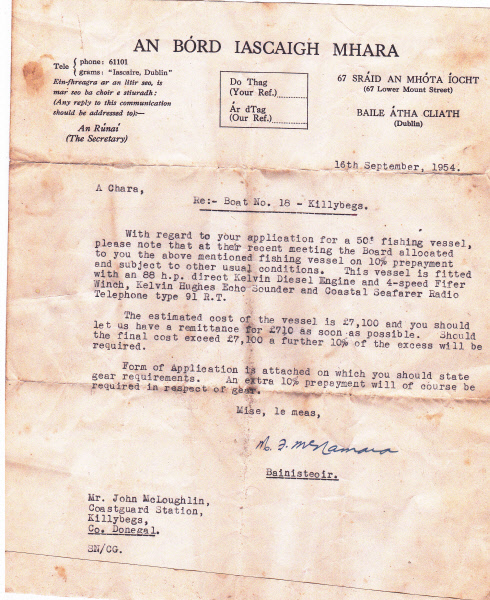 AN BÓRD IASCAIGH MHARA
Tele { phone: 61101
grams: "Iascaire, Dublin"
Ein-fhreagra ar an litir seo, is
mar seo ba choir e stiuradh:
(Any reply to this communication
should be addressed to):—
An Rúnaí
(The Secretary)
Do Thag
(Your Ref.)
Ár dTag
(Our Ref.)
67 SRÁID AN MHÓTA ÍOCHT
(67 Lower Mount Street)
BAILE ÁTHA CLIATH
(Dublin)
16th September, 1954.
A Chara,
Re:- Boat No. 18 - Killybegs.
With regard to your application for a 50' fishing vessel,
please note that at their recent meeting the Board allocated
to you the above mentioned fishing vessel on 10% prepayment
and subject to other usual conditions. This vessel is fitted
with an 88 h.p. direct Kelvin Diesel Engine and 4-speed Fifer
Winch, Kelvin Hughes Echo Sounder and Coastal Seafarer Radio
Telephone type 91 R.T.
The estimated cost of the vessel is £7,100 and you should
let us have a remittance for £710 as soon as possible. Should
the final cost exceed £7,100 a further 10% of the excess will be
required.
Form of Application is attached on which you should state
gear requirements. An extra 10% prepayment will of course be
required in respect of gear.
Mise, le meas,
M. F. McNamara
Bainisteoir.
Mr. John McLoughlin,
Coastguard Station,
Killybegs,
Co. Donegal.
SN/CG.